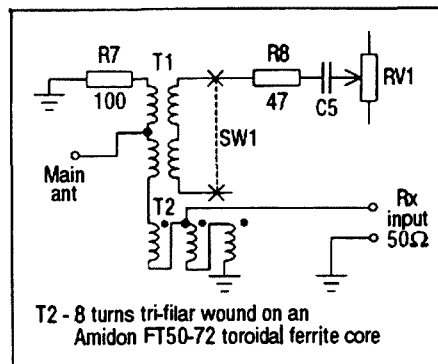 R7
100
T1
R8
47
C5
RV1
SW1
Main
ant
T2
Rx
input
50Ω
T2 - 8 turns tri-filar wound on an
Amidon FT50-72 toroidal ferrite core